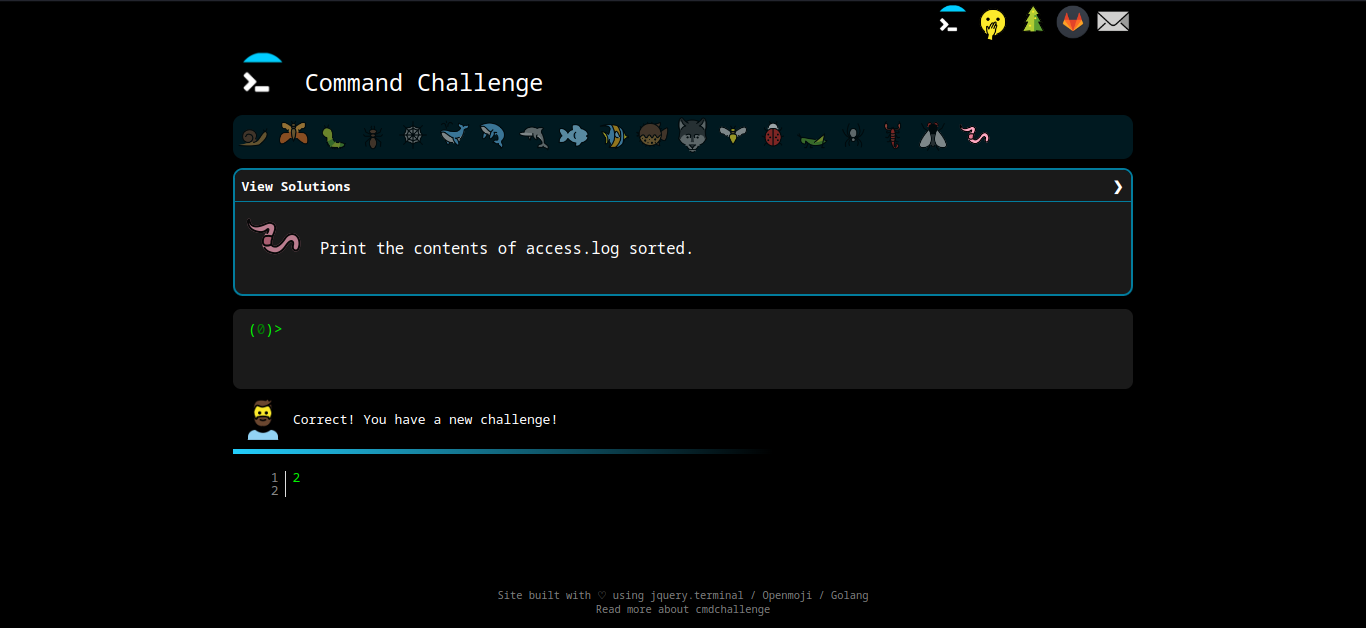 Command Challenge
View Solutions ❯
Print the contents of access.log sorted.
(0)>
Correct! You have a new challenge!
1 2
2
Site built with ♡ using jquery.terminal / Openmoji / Golang
Read more about cmdchallenge